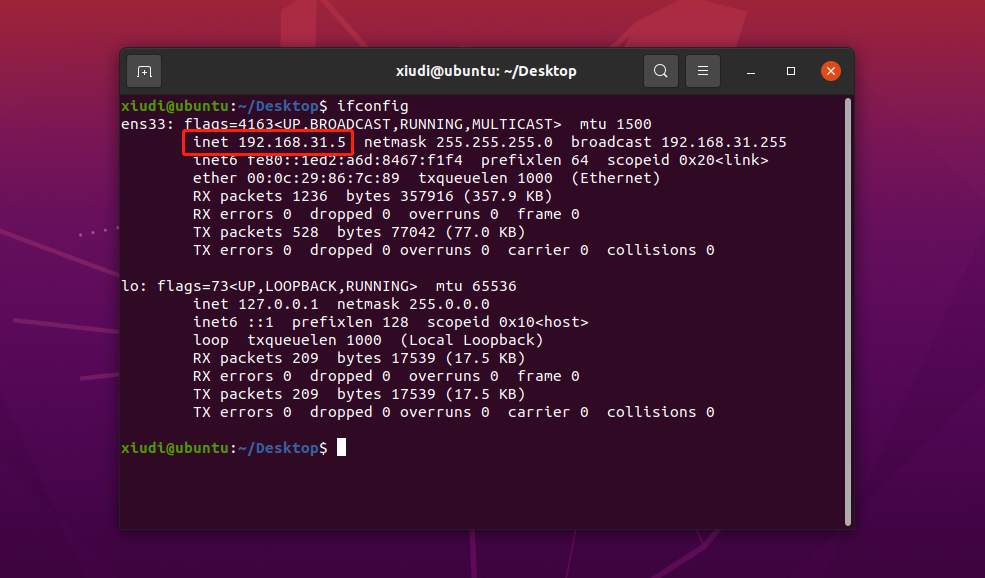 xiudi@ubuntu: ~/Desktop
xiudi@ubuntu:~/Desktop$ ifconfig
ens33: flags=4163<UP,BROADCAST,RUNNING,MULTICAST>  mtu 1500
        inet 192.168.31.5  netmask 255.255.255.0  broadcast 192.168.31.255
        inet6 fe80::1ed2:a6d:8467:f1f4  prefixlen 64  scopeid 0x20<link>
        ether 00:0c:29:86:7c:89  txqueuelen 1000  (Ethernet)
        RX packets 1236  bytes 357916 (357.9 KB)
        RX errors 0  dropped 0  overruns 0  frame 0
        TX packets 528  bytes 77042 (77.0 KB)
        TX errors 0  dropped 0 overruns 0  carrier 0  collisions 0
lo: flags=73<UP,LOOPBACK,RUNNING>  mtu 65536
        inet 127.0.0.1  netmask 255.0.0.0
        inet6 ::1  prefixlen 128  scopeid 0x10<host>
        loop  txqueuelen 1000  (Local Loopback)
        RX packets 209  bytes 17539 (17.5 KB)
        RX errors 0  dropped 0  overruns 0  frame 0
        TX packets 209  bytes 17539 (17.5 KB)
        TX errors 0  dropped 0 overruns 0  carrier 0  collisions 0
xiudi@ubuntu:~/Desktop$